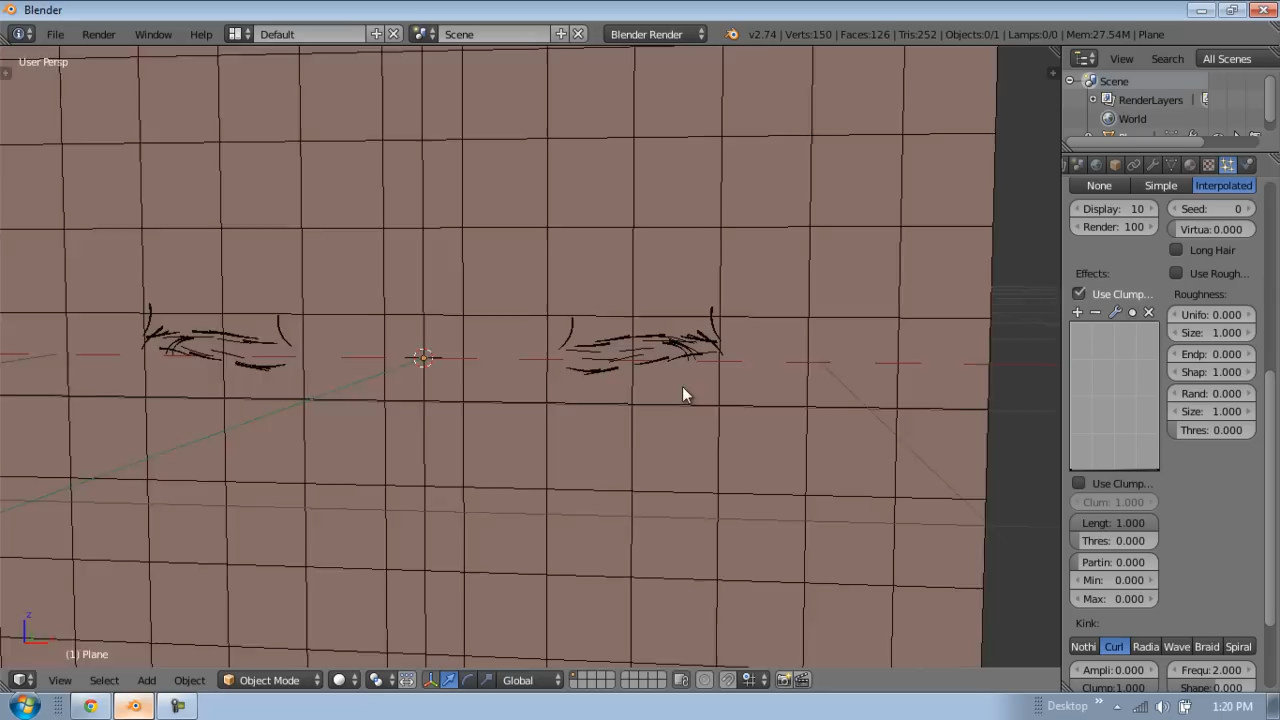 Blender
File Render Window Help Default Scene Blender Render v2.74 | Verts:150 | Faces:126 | Tris:252 | Objects:0/1 | Lamps:0/0 | Mem:27.54M | Plane
User Persp
View Search All Scenes
Scene
RenderLayers
World
None Simple Interpolated
Display: 10 Seed: 0
Render: 100 Virtua: 0.000
Long Hair
Effects: Use Rough...
Use Clump... Roughness:
Unifo: 0.000
Size: 1.000
Endp: 0.000
Shap: 1.000
Rand: 0.000
Size: 1.000
Thres: 0.000
Use Clump...
Clum: 1.000
Lengt: 1.000
Thres: 0.000
Partin: 0.000
Min: 0.000
Max: 0.000
Kink:
Nothi Curl Radia Wave Braid Spiral
Ampli: 0.000 Frequ: 2.000
Clump: 1.000 Shape: 0.000
z
(1) Plane
View Select Add Object Object Mode Global
Desktop 1:20 PM